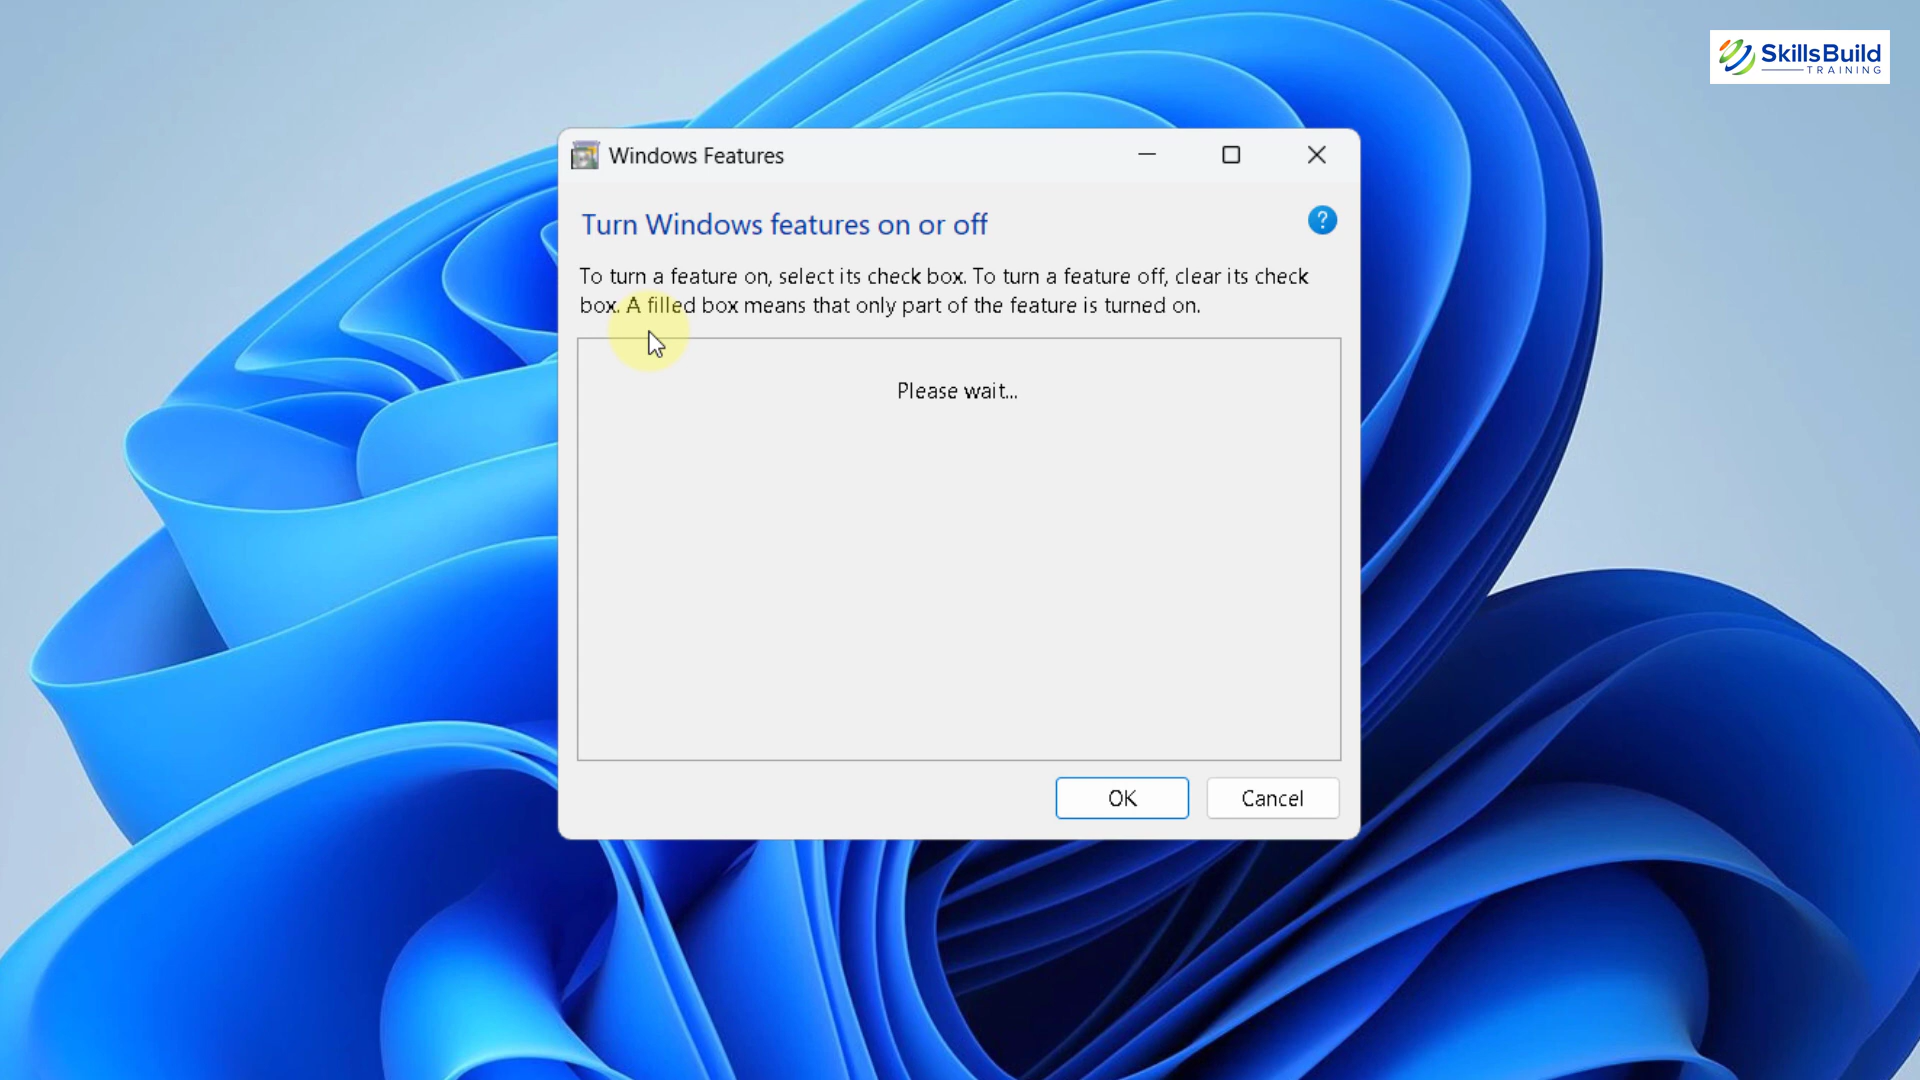 SkillsBuild
TRAINING
Windows Features
Turn Windows features on or off
?
To turn a feature on, select its check box. To turn a feature off, clear its check
box. A filled box means that only part of the feature is turned on.
Please wait...
OK
Cancel